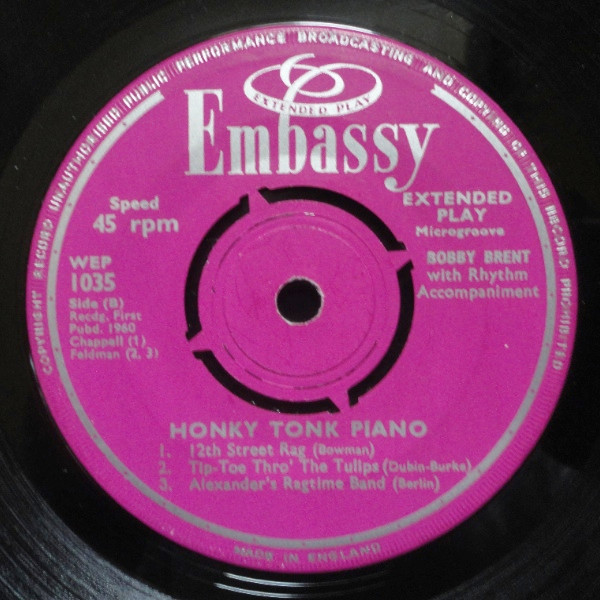 COPYRIGHT RECORD UNAUTHORISED PUBLIC PERFORMANCE BROADCASTING AND COPYING OF THIS RECORD PROHIBITED
EXTENDED PLAY
Embassy
Speed
45 rpm
EXTENDED
PLAY
Microgroove
WEP
1035
Side (B)
Recdg. First
Pubd. 1960
Chappell (1)
Feldman (2, 3)
BOBBY BRENT
with Rhythm
Accompaniment
HONKY TONK PIANO
1. 12th Street Rag (Bowman)
2. Tip-Toe Thro' The Tulips (Dubin-Burke)
3. Alexander's Ragtime Band (Berlin)
MADE IN ENGLAND